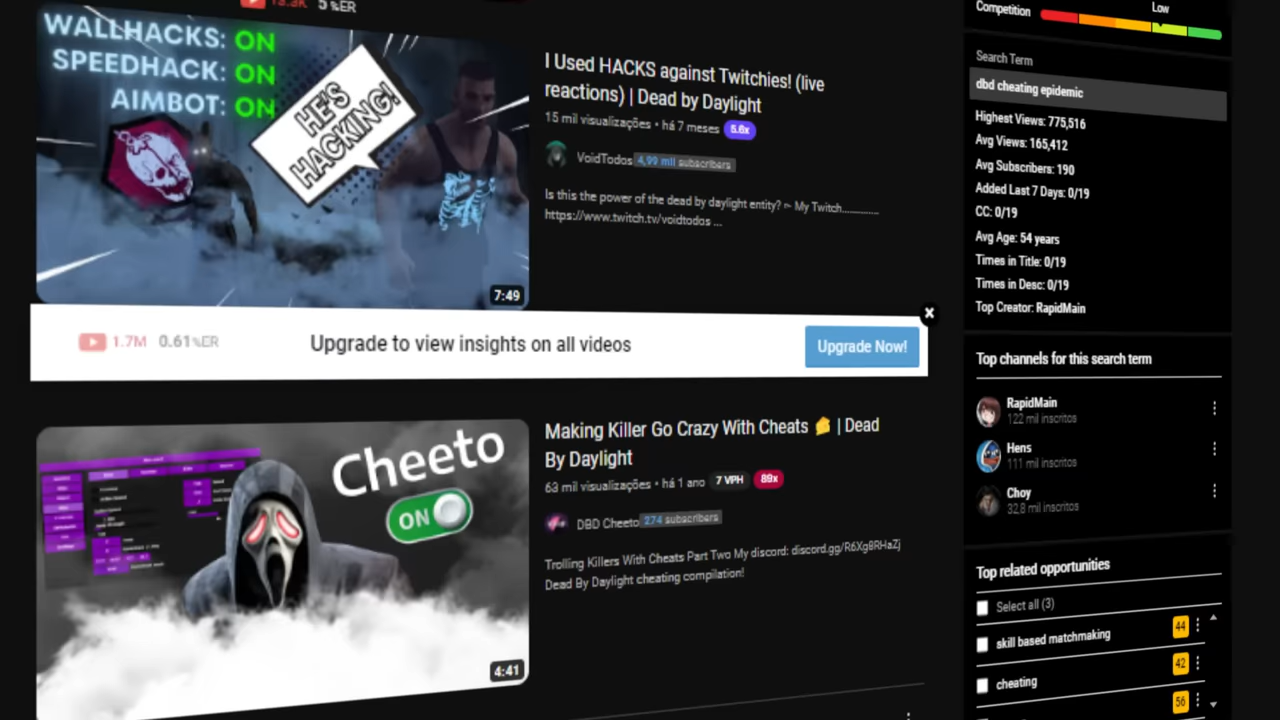 5 %ER
WALLHACKS: ON
SPEEDHACK: ON
AIMBOT: ON
HE'S
HACKING!
7:49
I Used HACKS against Twitchies! (live
reactions) | Dead by Daylight
15 mil visualizações • há 7 meses 5.6x
VoidTodos 4,99 mil subscribers
Is this the power of the dead by daylight entity? ⌲ My Twitch..............
https://www.twitch.tv/voidtodos ...
1.7M 0.61%ER
Upgrade to view insights on all videos
Upgrade Now!
Cheeto
ON
4:41
Making Killer Go Crazy With Cheats 🧀 | Dead
By Daylight
63 mil visualizações • há 1 ano 7 VPH 89x
DBD Cheeto 274 subscribers
Trolling Killers With Cheats Part Two My discord: discord.gg/R6Xg8RHaZj
Dead By Daylight cheating compilation!
Competition
Low
Search Term
dbd cheating epidemic
Highest Views: 775,516
Avg Views: 165,412
Avg Subscribers: 190
Added Last 7 Days: 0/19
CC: 0/19
Avg Age: 54 years
Times in Title: 0/19
Times in Desc: 0/19
Top Creator: RapidMain
Top channels for this search term
RapidMain
122 mil inscritos
Hens
111 mil inscritos
Choy
32,8 mil inscritos
Top related opportunities
Select all (3)
skill based matchmaking 44
cheating 42
56